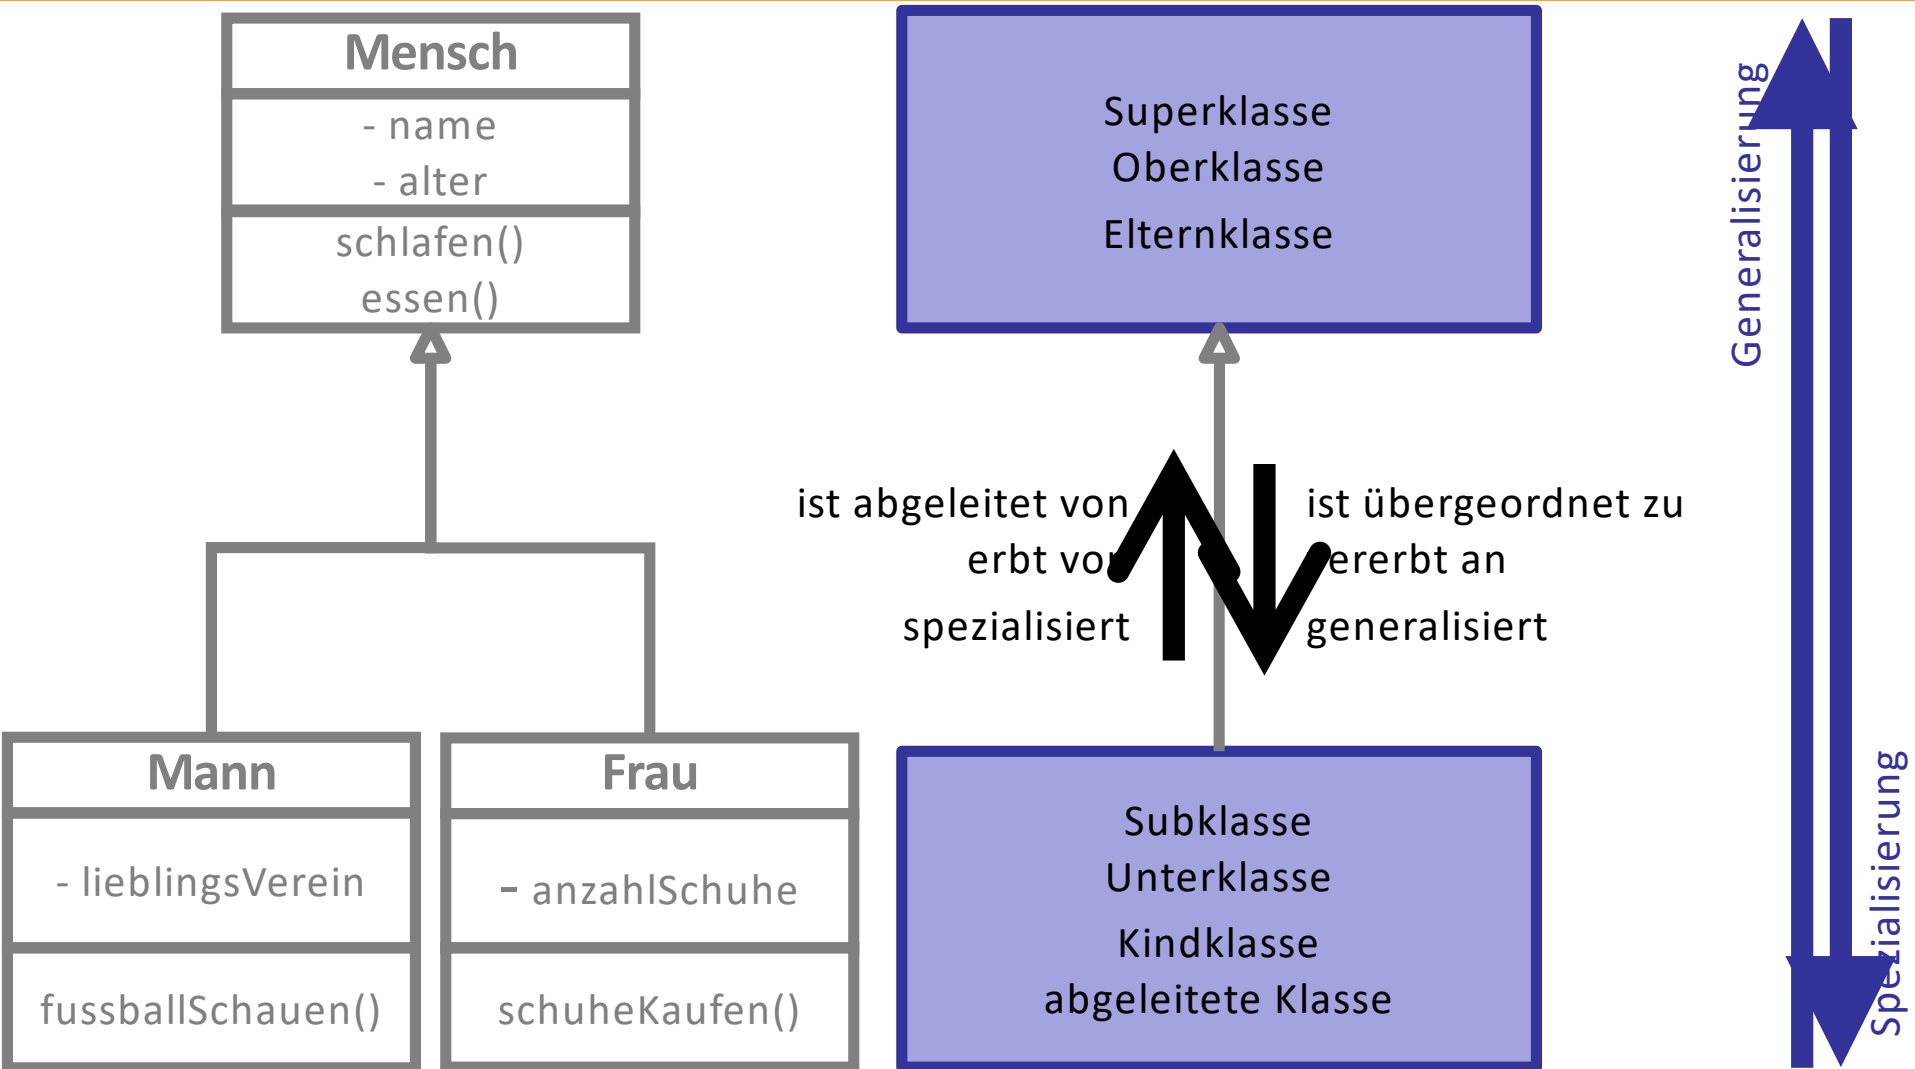 Mensch
- name
- alter
schlafen()
essen()
Mann
- lieblingsVerein
fussballSchauen()
Frau
- anzahlSchuhe
schuheKaufen()
Superklasse
Oberklasse
Elternklasse
ist abgeleitet von
erbt von
spezialisiert
ist übergeordnet zu
vererbt an
generalisiert
Subklasse
Unterklasse
Kindklasse
abgeleitete Klasse
Generalisierung
Spezialisierung